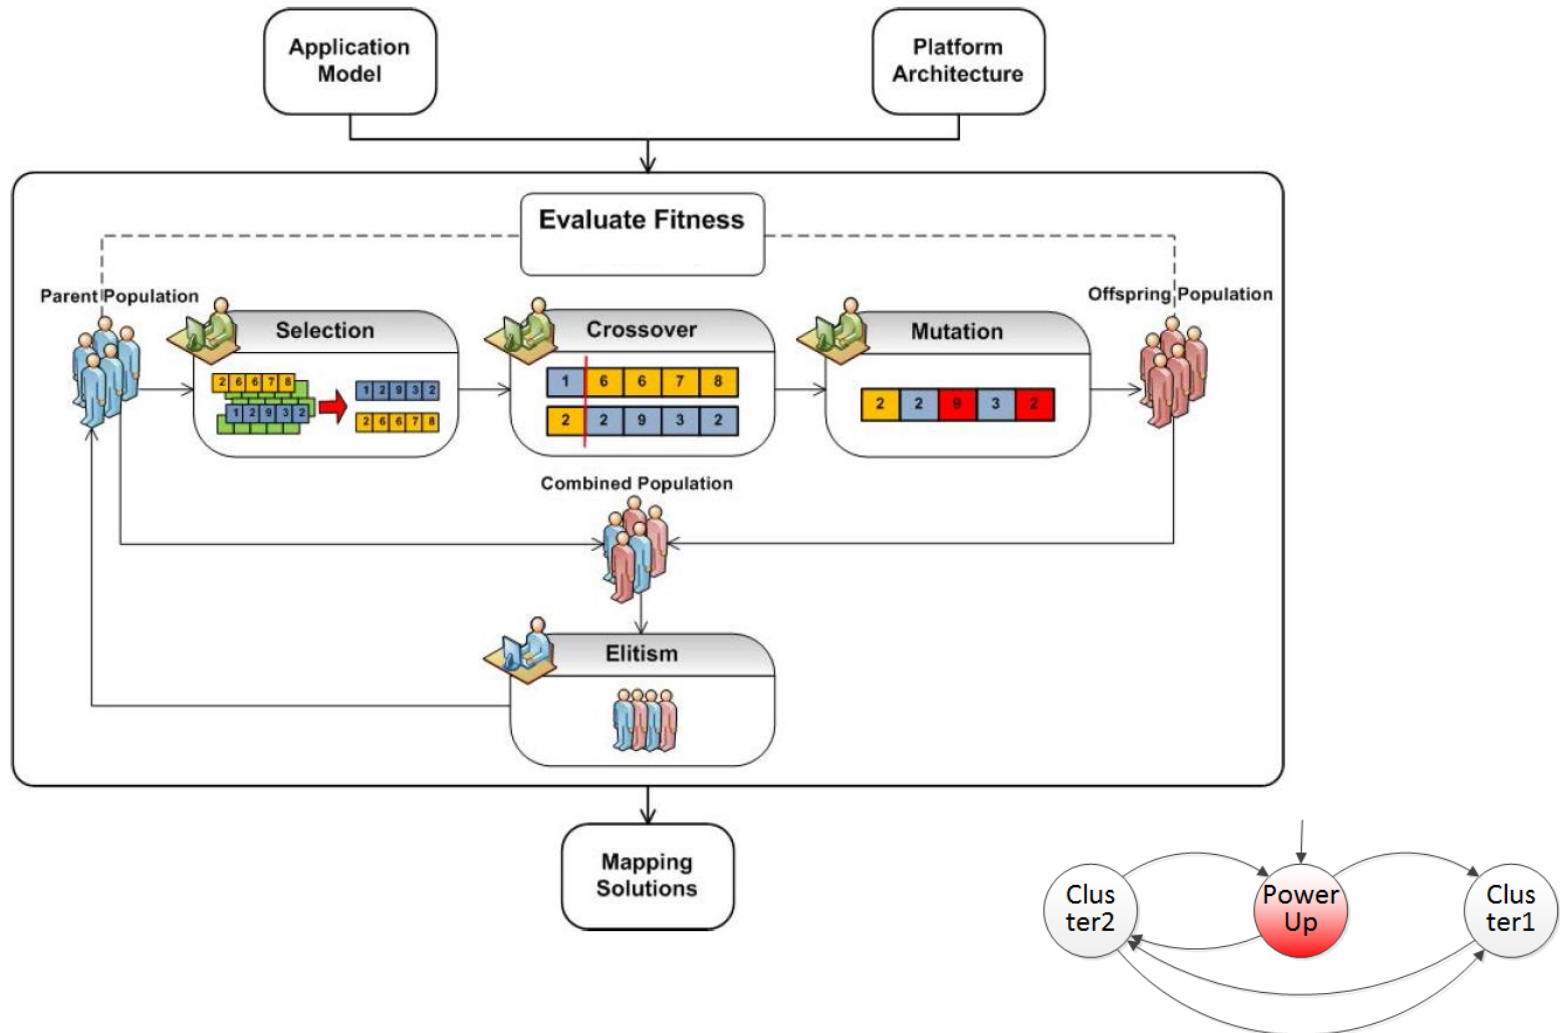 Application
Model
Platform
Architecture
Evaluate Fitness
Parent Population
Offspring Population
Selection
Crossover
Mutation
2 6 6 7 8
1 2 9 3 2
1 2 9 3 2
2 6 6 7 8
1 6 6 7 8
2 2 9 3 2
2 2 9 3 2
Combined Population
Elitism
Mapping
Solutions
Clus
ter2
Power
Up
Clus
ter1